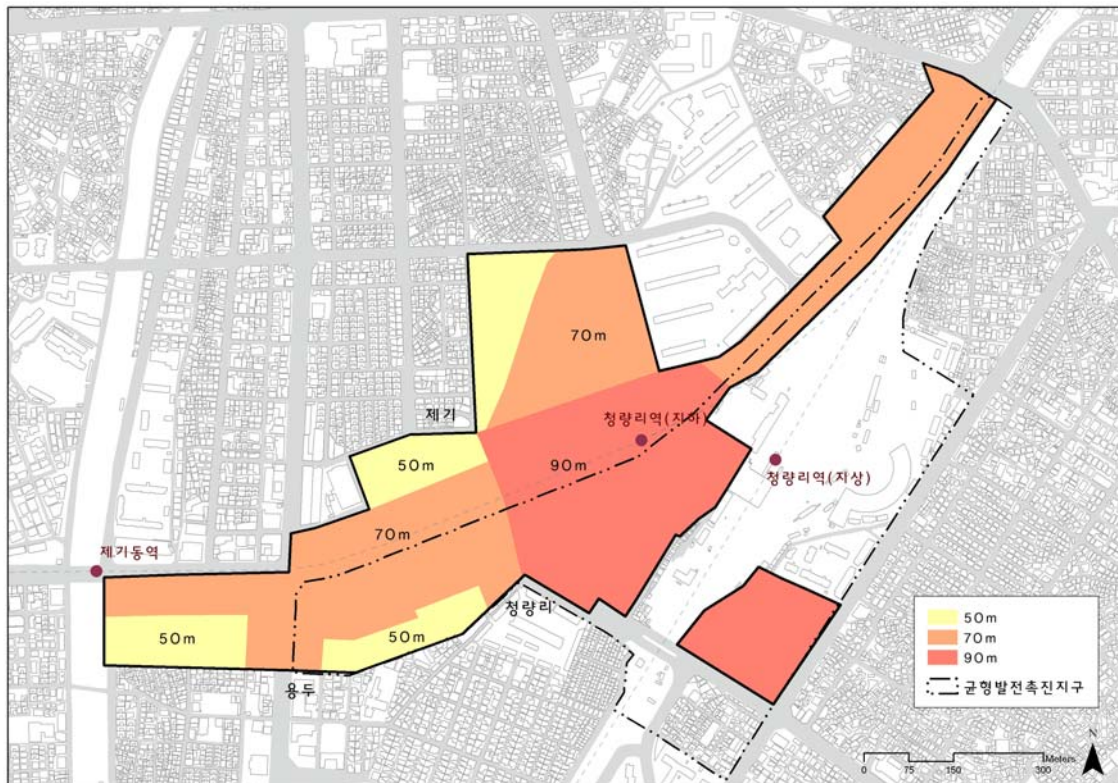 70m
제기
청량리역(지하)
50m
90m
청량리역(지상)
70m
제기동역
청량리
50m
50m
용두
50m
70m
90m
균형발전촉진지구
N
Meters
0 75 150 300